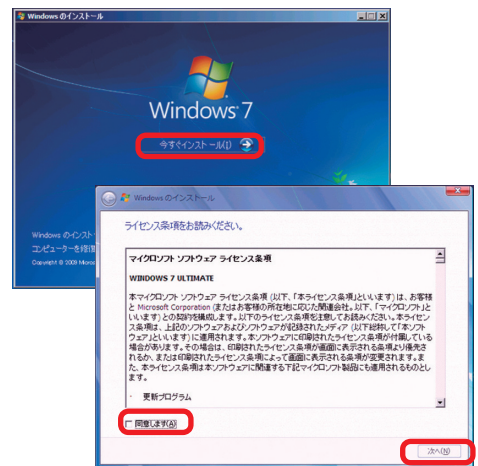 Windows のインストール
Windows 7
今すぐインストール(I)
Windows のインスト
コンピューターを修復
Copyright © 2009 Micros
Windows のインストール
ライセンス条項をお読みください。
マイクロソフト ソフトウェア ライセンス条項
WINDOWS 7 ULTIMATE
本マイクロソフト ソフトウェア ライセンス条項 (以下、「本ライセンス条項」といいます) は、お客様
と Microsoft Corporation (またはお客様の所在地に応じた関連会社。以下、「マイクロソフト」と
いいます) との契約を構成します。以下のライセンス条項を注意してお読みください。本ライセン
ス条項は、上記のソフトウェアおよびソフトウェアが記録されたメディア (以下総称して「本ソフト
ウェア」といいます) に適用されます。本ソフトウェアに印刷されたライセンス条項が付属している
場合があります。その場合は、印刷されたライセンス条項が画面に表示される条項より優先さ
れるか、または印刷されたライセンス条項によって画面に表示される条項が変更されます。ま
た、本ライセンス条項は本ソフトウェアに関連する下記マイクロソフト製品にも適用されるものとし
ます。
· 更新プログラム
同意します(A)
次へ(N)